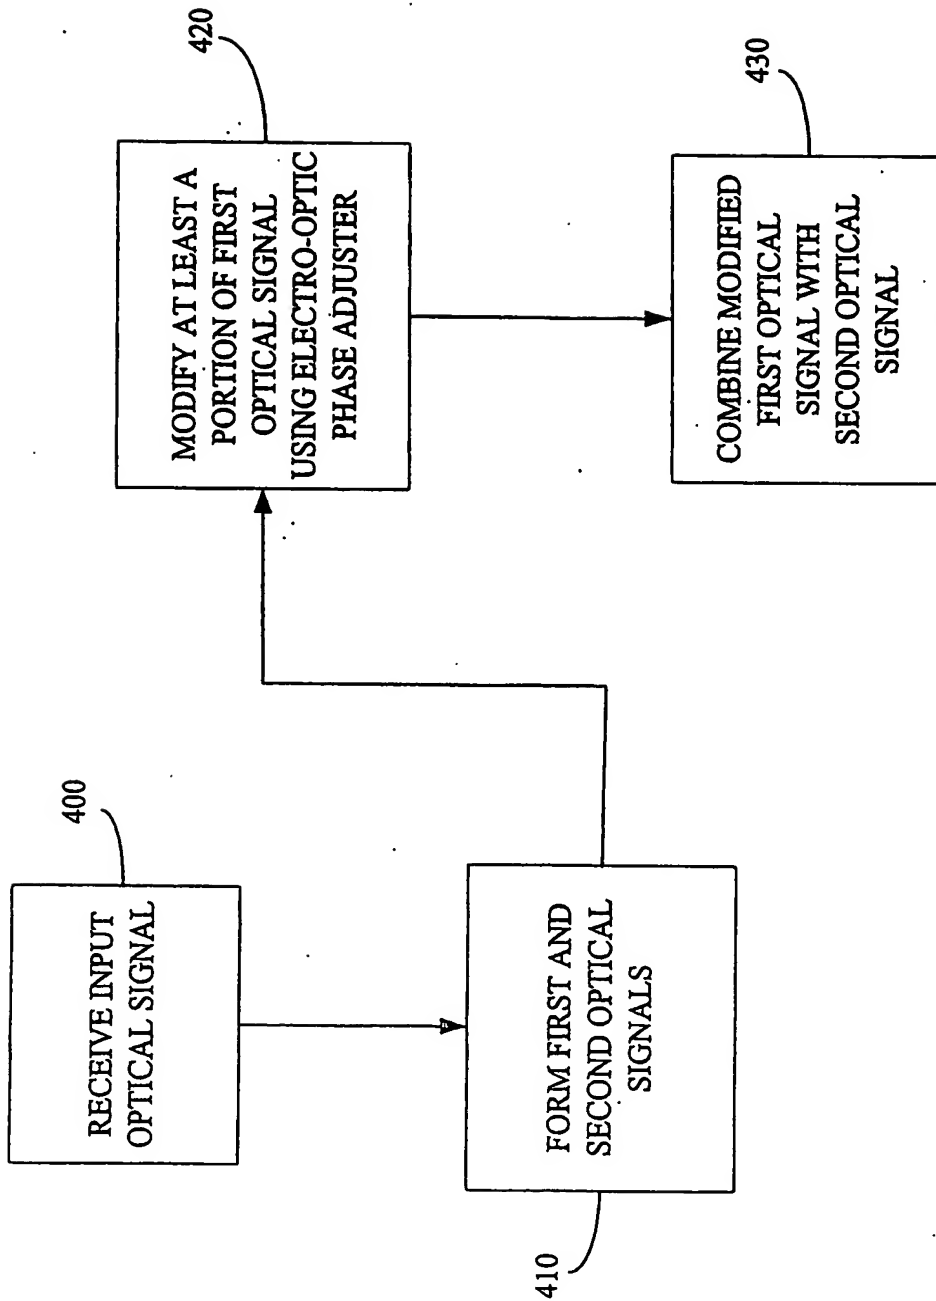 400
RECEIVE INPUT
OPTICAL SIGNAL
410
FORM FIRST AND
SECOND OPTICAL
SIGNALS
420
MODIFY AT LEAST A
PORTION OF FIRST
OPTICAL SIGNAL
USING ELECTRO-OPTIC
PHASE ADJUSTER
430
COMBINE MODIFIED
FIRST OPTICAL
SIGNAL WITH
SECOND OPTICAL
SIGNAL